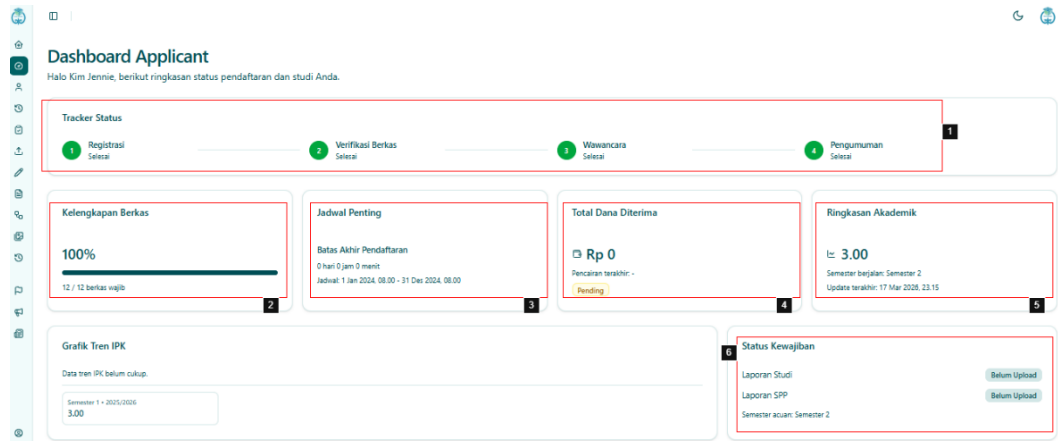 Dashboard Applicant
Halo Kim Jennie, berikut ringkasan status pendaftaran dan studi Anda.
Tracker Status
1
1 Registrasi
Selesai
2 Verifikasi Berkas
Selesai
3 Wawancara
Selesai
4 Pengumuman
Selesai
Kelengkapan Berkas
100%
12 / 12 berkas wajib
2
Jadwal Penting
Batas Akhir Pendaftaran
0 hari 0 jam 0 menit
Jadwal: 1 Jan 2024, 08.00 - 31 Des 2024, 08.00
3
Total Dana Diterima
Rp 0
Pencairan terakhir: -
Pending
4
Ringkasan Akademik
3.00
Semester berjalan: Semester 2
Update terakhir: 17 Mar 2026, 23.15
5
Grafik Tren IPK
Data tren IPK belum cukup.
Semester 1 • 2025/2026
3.00
6
Status Kewajiban
Laporan Studi Belum Upload
Laporan SPP Belum Upload
Semester acuan: Semester 2